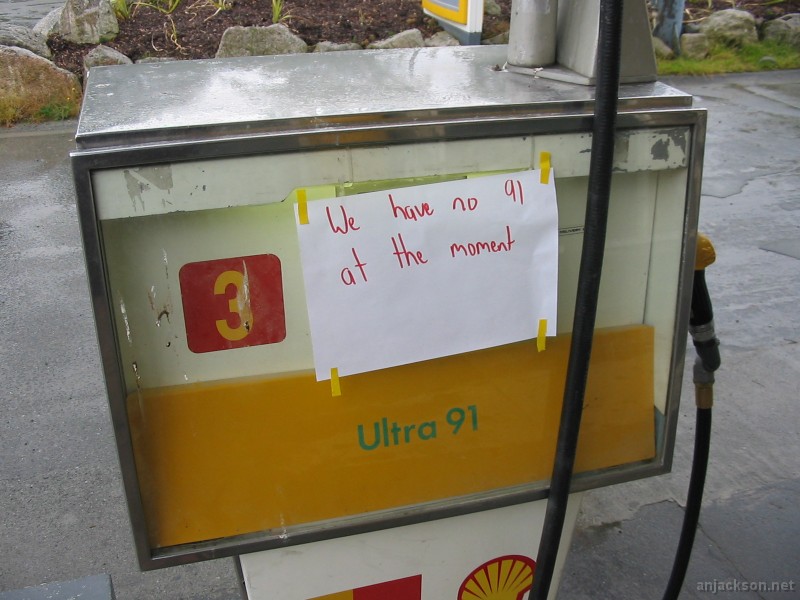 We have no 91
at the moment
3
Ultra 91
anjackson.net